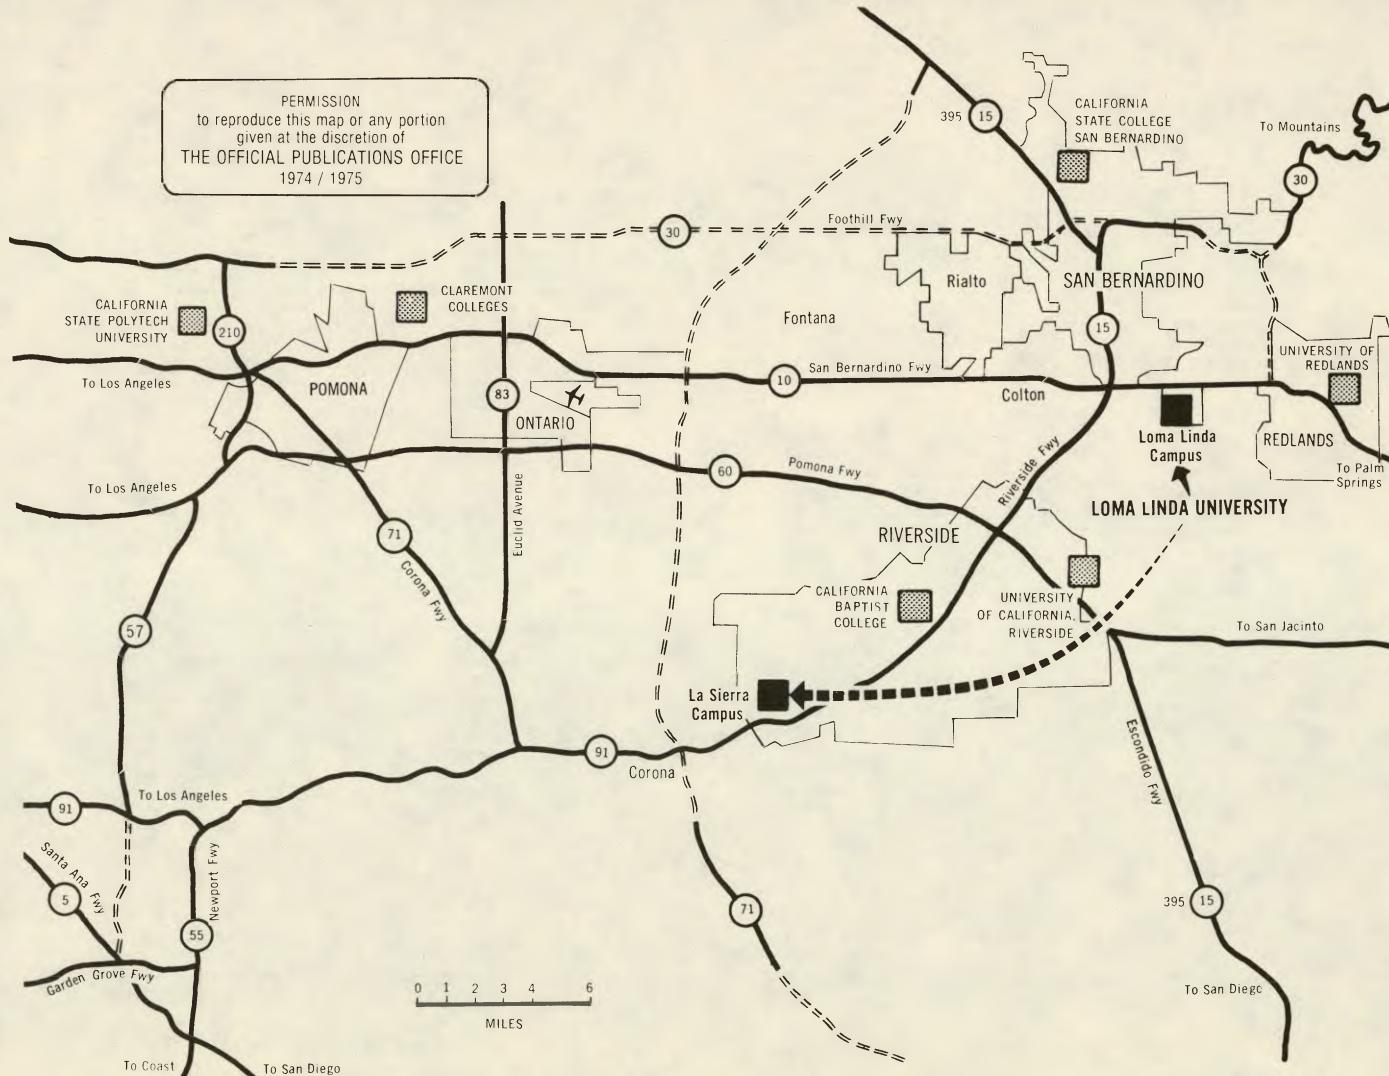 PERMISSION
to reproduce this map or any portion
given at the discretion of
THE OFFICIAL PUBLICATIONS OFFICE
1974 / 1975
395
15
CALIFORNIA
STATE COLLEGE
SAN BERNARDINO
To Mountains
30
30
Foothill Fwy
Rialto
SAN BERNARDINO
CALIFORNIA
STATE POLYTECH
UNIVERSITY
210
CLAREMONT
COLLEGES
Fontana
15
To Los Angeles
POMONA
83
ONTARIO
10
San Bernardino Fwy
Colton
UNIVERSITY OF
REDLANDS
Loma Linda
Campus
REDLANDS
To Palm
Springs
To Los Angeles
60
Pomona Fwy
Riverside Fwy
LOMA LINDA UNIVERSITY
71
Corona Fwy
Euclid Avenue
RIVERSIDE
CALIFORNIA
BAPTIST
COLLEGE
UNIVERSITY
OF CALIFORNIA,
RIVERSIDE
To San Jacinto
57
La Sierra
Campus
91
Corona
Escondido Fwy
91
To Los Angeles
Santa Ana Fwy
5
Newport Fwy
55
71
395
15
Garden Grove Fwy
To San Diego
0 1 2 3 4 6
MILES
To Coast
To San Diego